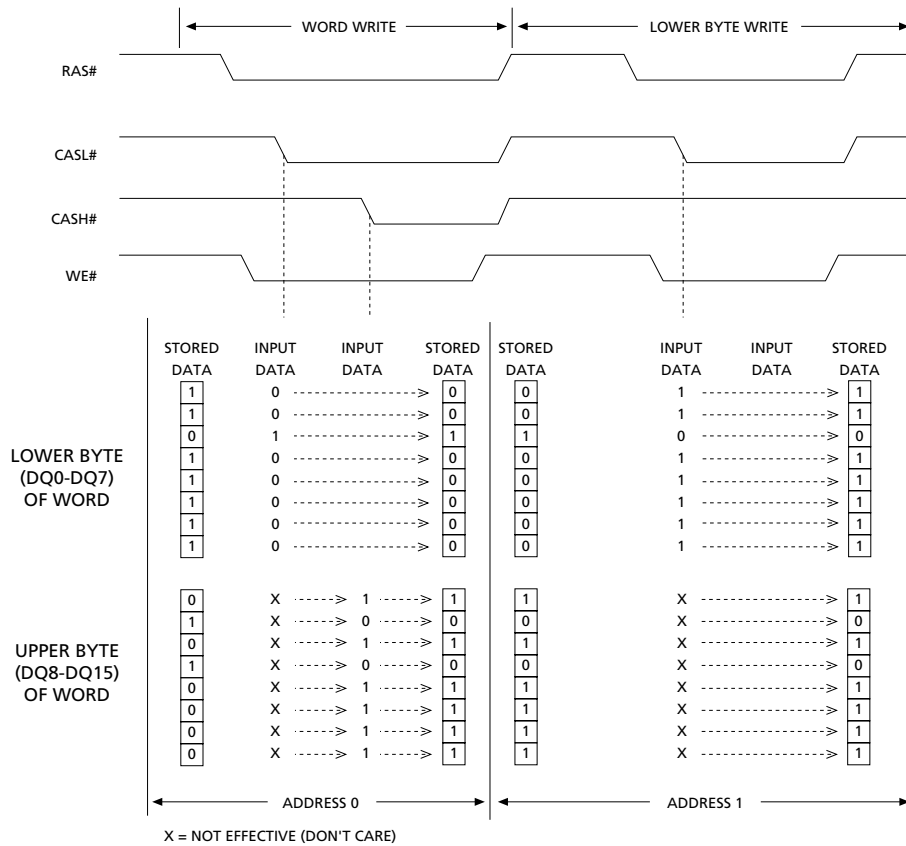 WORD WRITE LOWER BYTE WRITE
RAS#
CASL#
CASH#
WE#
STORED INPUT INPUT STORED STORED INPUT INPUT STORED
DATA DATA DATA DATA DATA DATA DATA DATA
1 0 0 0 1 1
1 0 0 0 1 1
0 1 1 1 0 0
LOWER BYTE
1 0 0 0 1 1
(DQ0-DQ7)
1 0 0 0 1 1
OF WORD
1 0 0 0 1 1
1 0 0 0 1 1
1 0 0 0 1 1
0 X 1 1 1 X 1
1 X 0 0 0 X 0
0 X 1 1 1 X 1
UPPER BYTE
1 X 0 0 0 X 0
(DQ8-DQ15)
0 X 1 1 1 X 1
OF WORD
0 X 1 1 1 X 1
0 X 1 1 1 X 1
0 X 1 1 1 X 1
ADDRESS 0 ADDRESS 1
X = NOT EFFECTIVE (DON'T CARE)